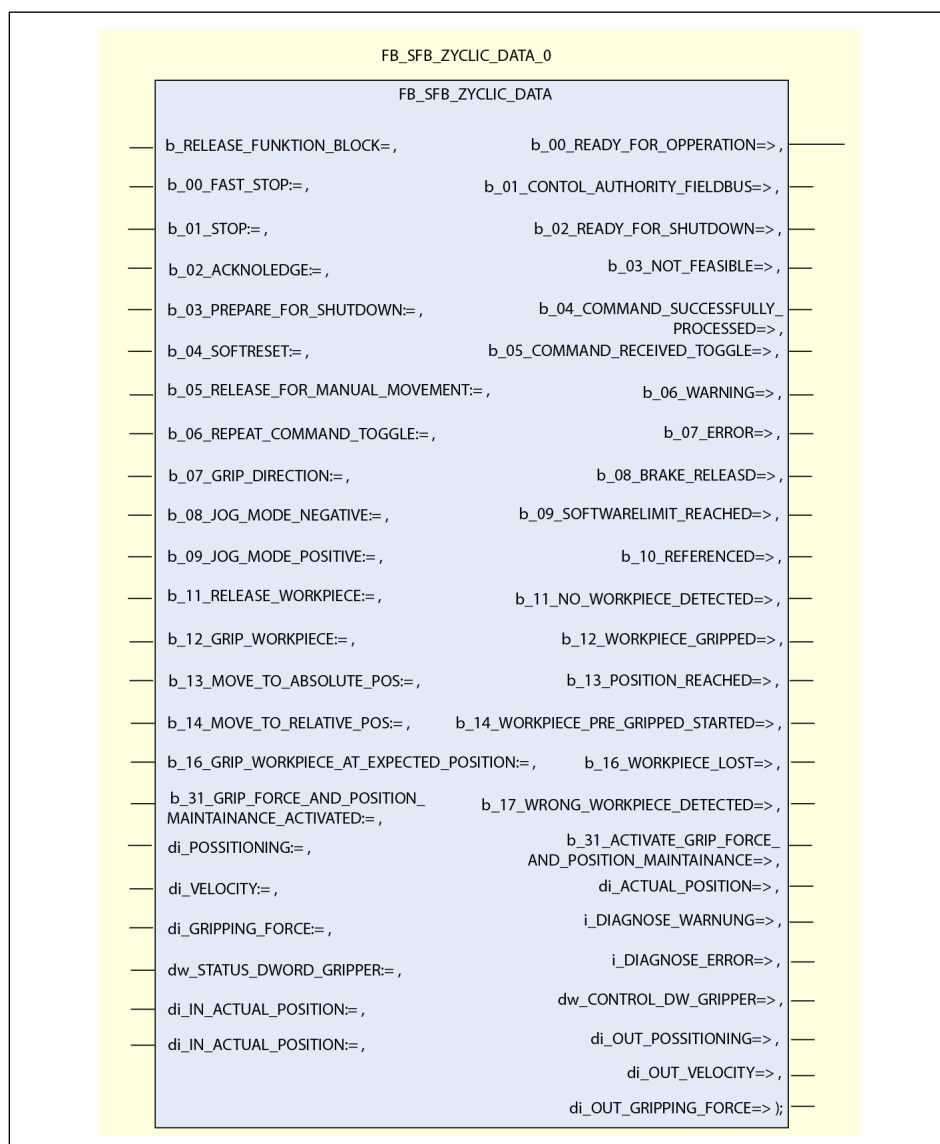 FB_SFB_ZYCLIC_DATA_0
FB_SFB_ZYCLIC_DATA
b_RELEASE_FUNKTION_BLOCK= ,
b_00_FAST_STOP:= ,
b_01_STOP:= ,
b_02_ACKNOLEDGE:= ,
b_03_PREPARE_FOR_SHUTDOWN:= ,
b_04_SOFTRESET:= ,
b_05_RELEASE_FOR_MANUAL_MOVEMENT:= ,
b_06_REPEAT_COMMAND_TOGGLE:= ,
b_07_GRIP_DIRECTION:= ,
b_08_JOG_MODE_NEGATIVE:= ,
b_09_JOG_MODE_POSITIVE:= ,
b_11_RELEASE_WORKPIECE:= ,
b_12_GRIP_WORKPIECE:= ,
b_13_MOVE_TO_ABSOLUTE_POS:= ,
b_14_MOVE_TO_RELATIVE_POS:= ,
b_16_GRIP_WORKPIECE_AT_EXPECTED_POSITION:= ,
b_31_GRIP_FORCE_AND_POSITION_
MAINTAINANCE_ACTIVATED:= ,
di_POSSITIONING:= ,
di_VELOCITY:= ,
di_GRIPPING_FORCE:= ,
dw_STATUS_DWORD_GRIPPER:= ,
di_IN_ACTUAL_POSITION:= ,
di_IN_ACTUAL_POSITION:= ,
b_00_READY_FOR_OPPERATION=> ,
b_01_CONTOL_AUTHORITY_FIELDBUS=> ,
b_02_READY_FOR_SHUTDOWN=> ,
b_03_NOT_FEASIBLE=> ,
b_04_COMMAND_SUCCESSFULLY_
PROCESSED=> ,
b_05_COMMAND_RECEIVED_TOGGLE=> ,
b_06_WARNING=> ,
b_07_ERROR=> ,
b_08_BRAKE_RELEASD=> ,
b_09_SOFTWARELIMIT_REACHED=> ,
b_10_REFERENCED=> ,
b_11_NO_WORKPIECE_DETECTED=> ,
b_12_WORKPIECE_GRIPPED=> ,
b_13_POSITION_REACHED=> ,
b_14_WORKPIECE_PRE_GRIPPED_STARTED=> ,
b_16_WORKPIECE_LOST=> ,
b_17_WRONG_WORKPIECE_DETECTED=> ,
b_31_ACTIVATE_GRIP_FORCE_
AND_POSITION_MAINTAINANCE=> ,
di_ACTUAL_POSITION=> ,
i_DIAGNOSE_WARNUNG=> ,
i_DIAGNOSE_ERROR=> ,
dw_CONTROL_DW_GRIPPER=> ,
di_OUT_POSSITIONING=> ,
di_OUT_VELOCITY=> ,
di_OUT_GRIPPING_FORCE=> );